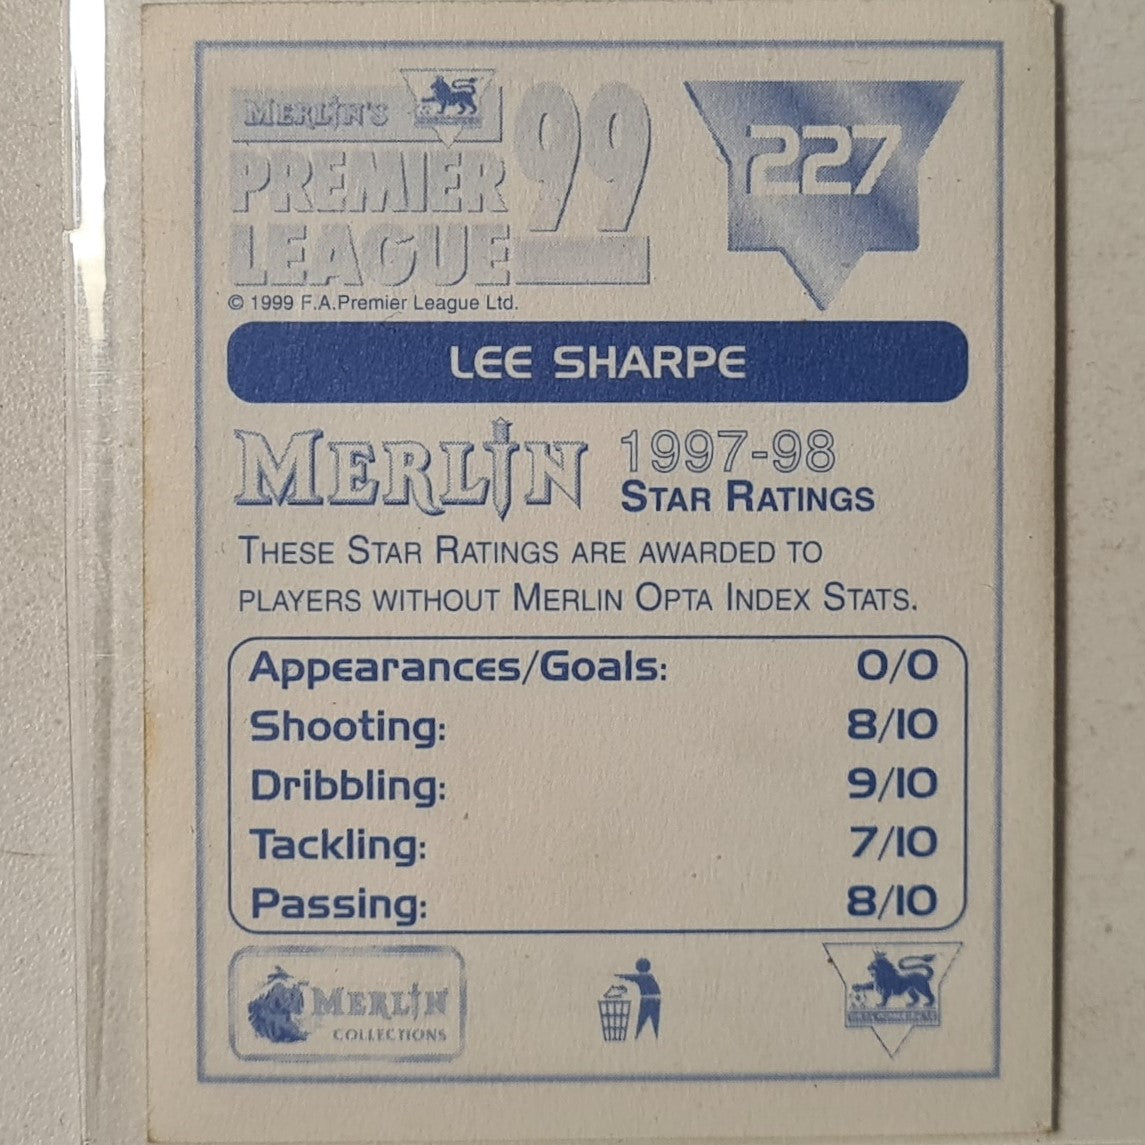 MERLIN'S
PREMIER
LEAGUE
99
© 1999 F.A.Premier League Ltd.
227
LEE SHARPE
MERLIN
1997-98
STAR RATINGS
THESE STAR RATINGS ARE AWARDED TO
PLAYERS WITHOUT MERLIN OPTA INDEX STATS.
Appearances/Goals: 0/0
Shooting: 8/10
Dribbling: 9/10
Tackling: 7/10
Passing: 8/10
MERLIN
COLLECTIONS